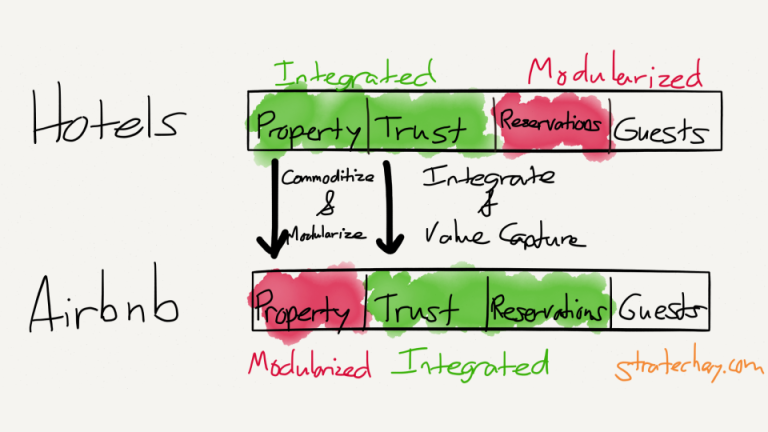 Integrated Modularized
Hotels Property Trust Reservations Guests
Commoditize Integrate
& &
Modularize Value Capture
Airbnb Property Trust Reservations Guests
Modularized Integrated stratechery.com